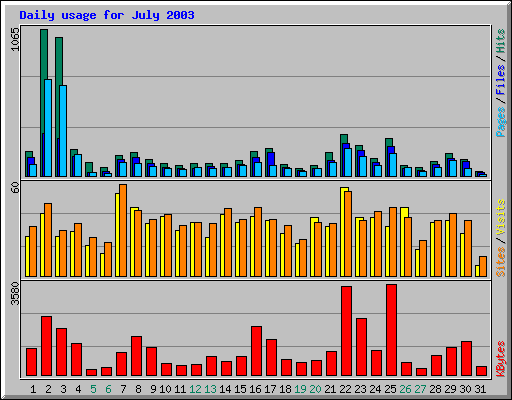 Daily usage for July 2003
1065
Pages / Files / Hits
60
Sites / Visits
3580
KBytes
1 2 3 4 5 6 7 8 9 10 11 12 13 14 15 16 17 18 19 20 21 22 23 24 25 26 27 28 29 30 31